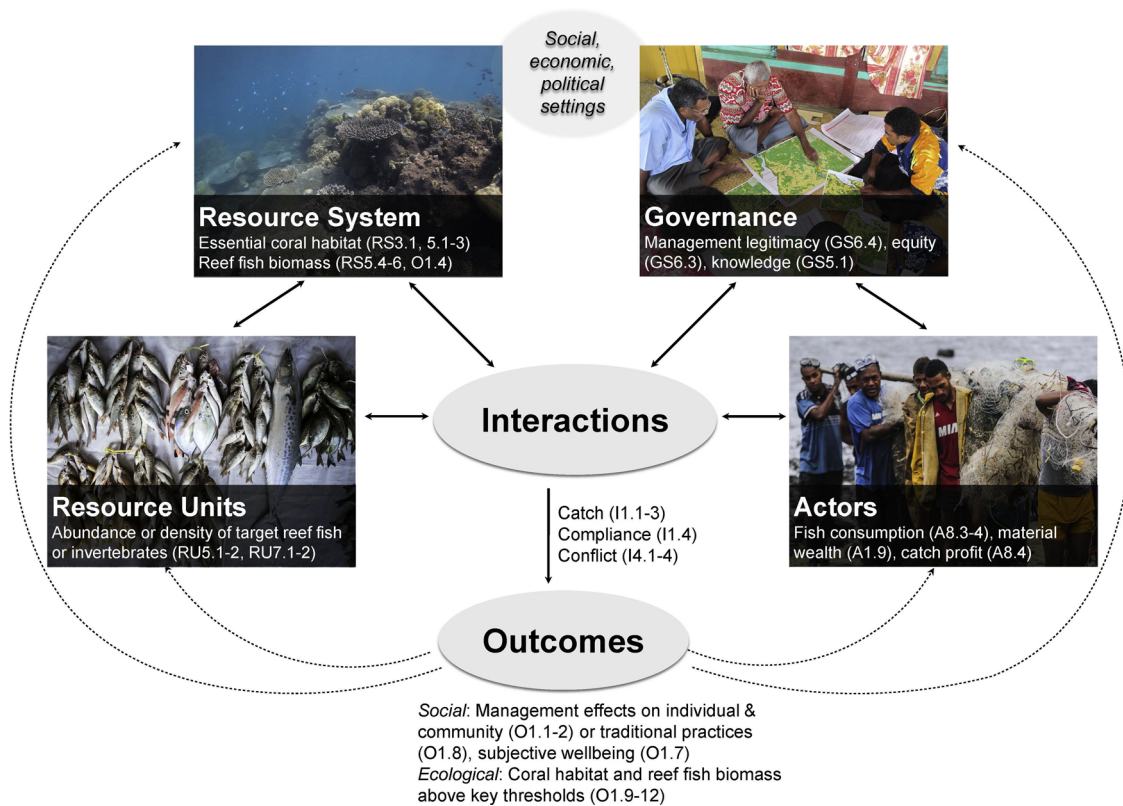 Social,
economic,
political
settings
Resource System
Essential coral habitat (RS3.1, 5.1-3)
Reef fish biomass (RS5.4-6, O1.4)
Governance
Management legitimacy (GS6.4), equity
(GS6.3), knowledge (GS5.1)
Resource Units
Abundance or density of target reef fish
or invertebrates (RU5.1-2, RU7.1-2)
Interactions
MIA
Actors
Fish consumption (A8.3-4), material
wealth (A1.9), catch profit (A8.4)
Catch (I1.1-3)
Compliance (I1.4)
Conflict (I4.1-4)
Outcomes
Social: Management effects on individual &
community (O1.1-2) or traditional practices
(O1.8), subjective wellbeing (O1.7)
Ecological: Coral habitat and reef fish biomass
above key thresholds (O1.9-12)